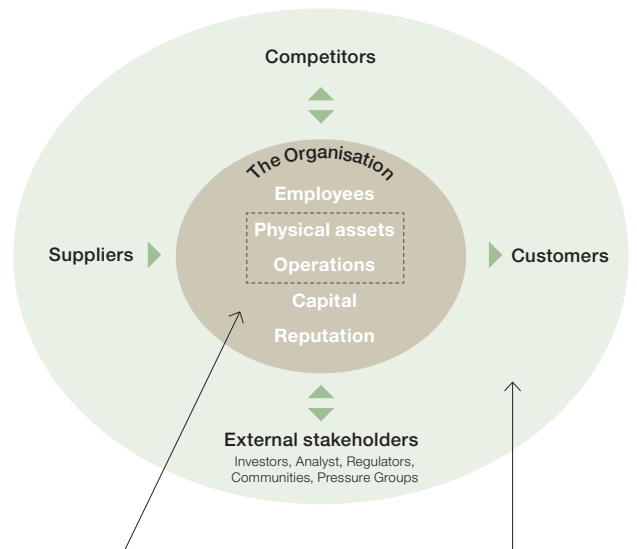 Competitors
The Organisation
Employees
Physical assets
Suppliers
Customers
Operations
Capital
Reputation
External stakeholders
Investors, Analyst, Regulators,
Communities, Pressure Groups